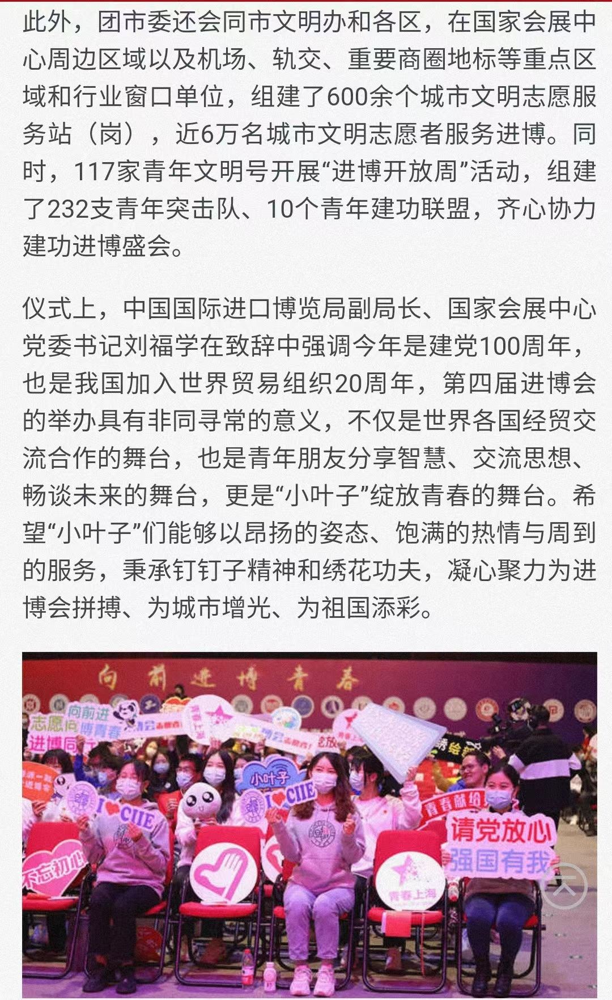 此外，团市委还会同市文明办和各区，在国家会展中
心周边区域以及机场、轨交、重要商圈地标等重点区
域和行业窗口单位，组建了600余个城市文明志愿服
务站（岗），近6万名城市文明志愿者服务进博。同
时，117家青年文明号开展“进博开放周”活动，组建
了232支青年突击队、10个青年建功联盟，齐心协力
建功进博盛会。
仪式上，中国国际进口博览局副局长、国家会展中心
党委书记刘福学在致辞中强调今年是建党100周年，
也是我国加入世界贸易组织20周年，第四届进博会
的举办具有非同寻常的意义，不仅是世界各国经贸交
流合作的舞台，也是青年朋友分享智慧、交流思想、
畅谈未来的舞台，更是“小叶子”绽放青春的舞台。希
望“小叶子”们能够以昂扬的姿态、饱满的热情与周到
的服务，秉承钉钉子精神和绣花功夫，凝心聚力为进
博会拼搏、为城市增光、为祖国添彩。
向前进博青春
向前进
博青春
志愿同
进博同行
青春上海
小叶子
I CIIE
I CIIE
青春献给
请党放心
强国有我
不忘初心
青春上海